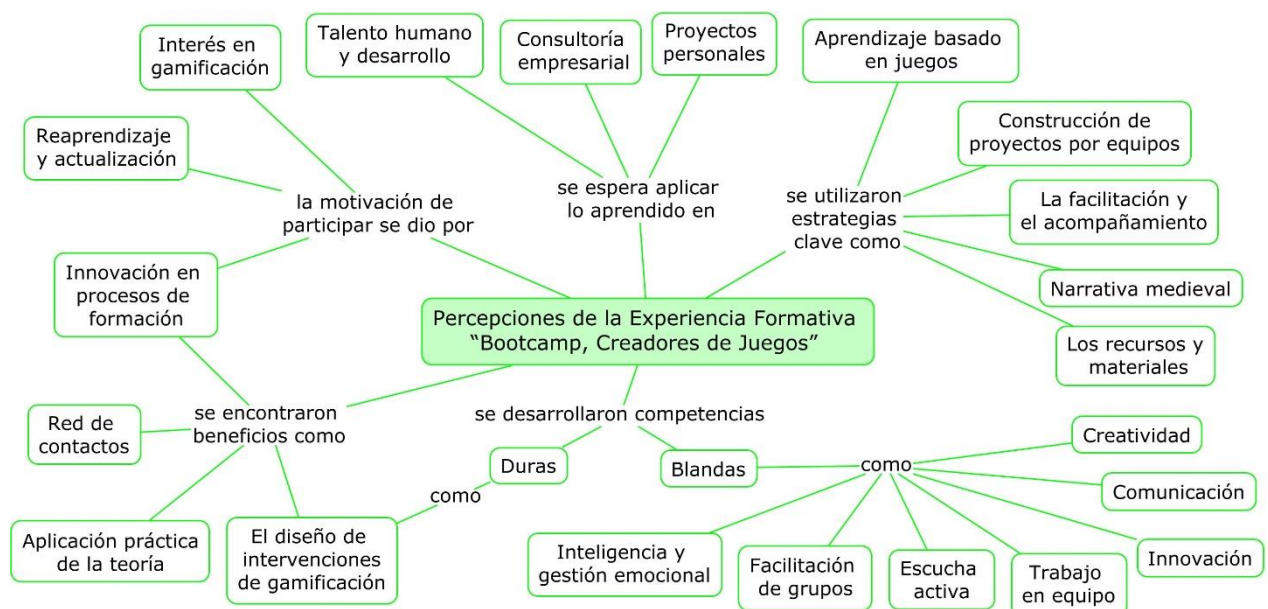 Interés en
gamificación
Talento humano
y desarrollo
Consultoría
empresarial
Proyectos
personales
Aprendizaje basado
en juegos
Reaprendizaje
y actualización
Construcción de
proyectos por equipos
la motivación de
participar se dio por
se espera aplicar
lo aprendido en
se utilizaron
estrategias
clave como
La facilitación y
el acompañamiento
Innovación en
procesos de
formación
Narrativa medieval
Percepciones de la Experiencia Formativa
“Bootcamp, Creadores de Juegos”
Los recursos y
materiales
Red de
contactos
se encontraron
beneficios como
se desarrollaron competencias
Duras
Blandas
como
como
Creatividad
Comunicación
Aplicación práctica
de la teoría
El diseño de
intervenciones
de gamificación
Inteligencia y
gestión emocional
Facilitación
de grupos
Escucha
activa
Trabajo
en equipo
Innovación